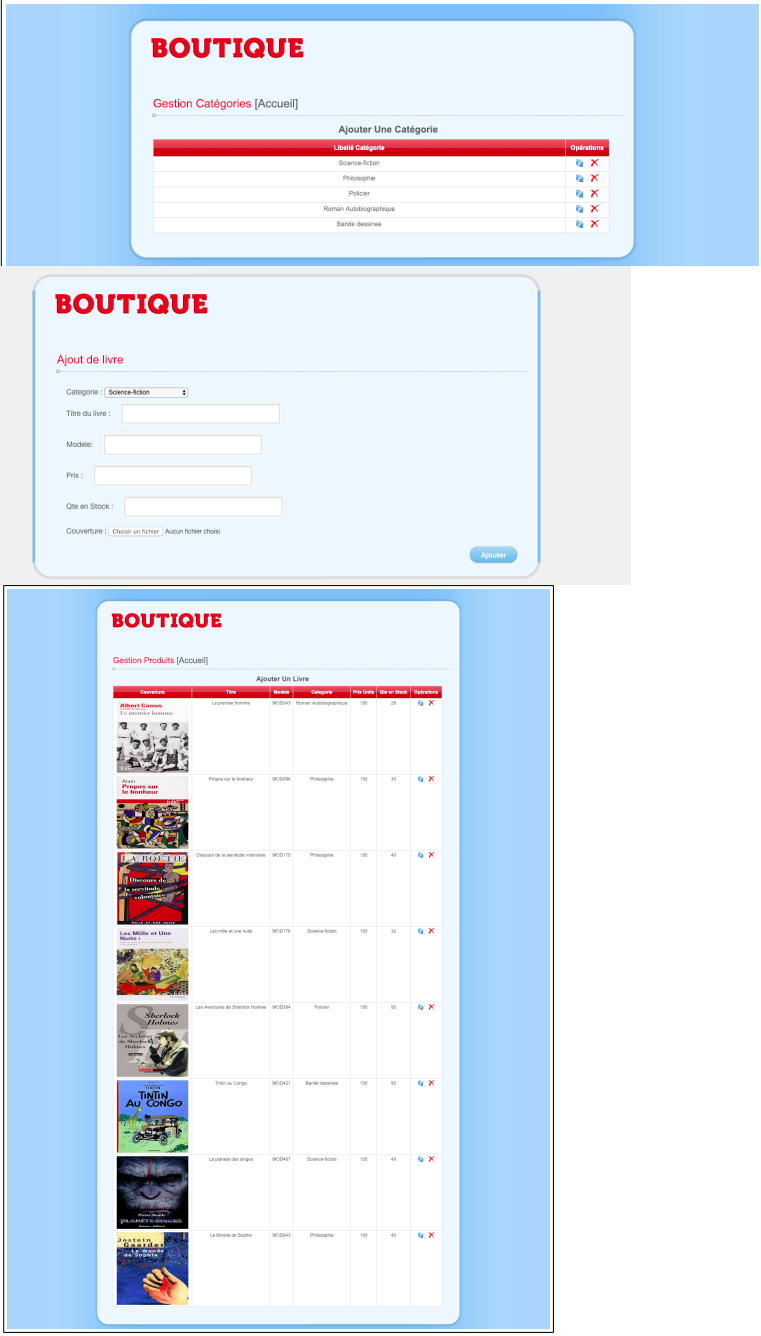 BOUTIQUE
Gestion Catégories [Accueil]
Ajouter Une Catégorie
Libellé Catégorie Opérations
Science-fiction
Philosophie
Policier
Roman Autobiographique
Bande dessinee
BOUTIQUE
Ajout de livre
Categorie : Science-fiction
Titre du livre :
Modele:
Prix :
Qte en Stock :
Couverture : Choisir un fichier Aucun fichier choisi
Ajouter
BOUTIQUE
Gestion Produits [Accueil]
Ajouter Un Livre
Couverture Titre Modele Categorie Prix Unite Qte en Stock Opérations
Albert Camus
Le premier homme
Le premier homme MOD043 Roman Autobiographique 150 29
Alain
Propos sur
le bonheur
Propos sur le bonheur Philosophie 150 30
LA BOETIE
Discours de
la servitude
volontaire
Discours de la servitude volontaire MOD175 Philosophie 150 40
Les Mille et Une
Nuits I
Les mille et une nuits MOD176 Science-fiction 100 32
Sherlock
Holmes
Les Archives
de Sherlock
Holmes
Les Aventures de Sherlock Holmes MOD384 Policier 150 50
TINTIN
AU CONGO
Tintin au Congo MOD421 Bande dessinee 100 50
Pierre Boulle
PLANÈTE SINGES
La planete des singes MOD467 Science-fiction 100 49
Jostein
Gaarder
Le monde
de Sophie
Le Monde de Sophie MOD643 Philosophie 100 40